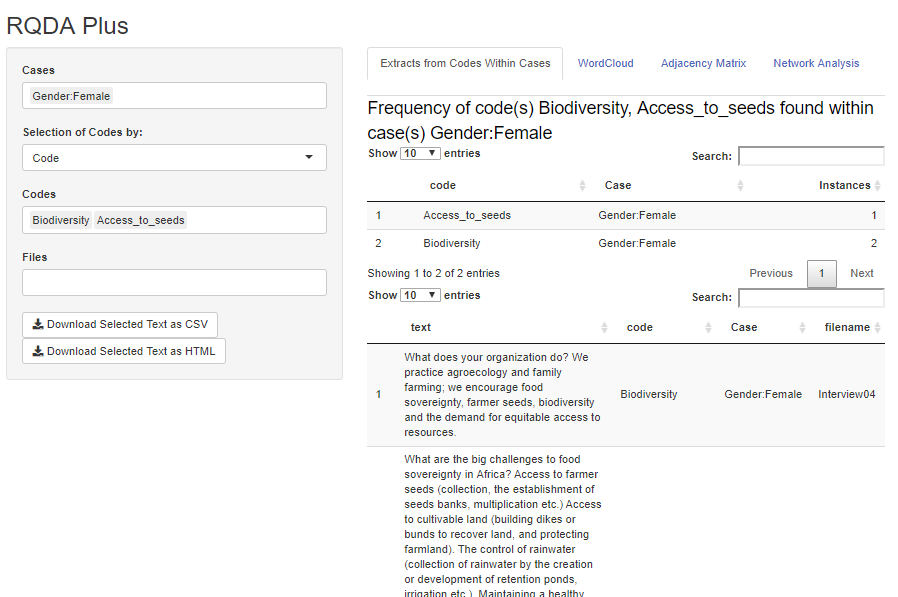 RQDA Plus
Cases
Gender:Female
Selection of Codes by:
Code
Codes
Biodiversity Access_to_seeds
Files
Download Selected Text as CSV
Download Selected Text as HTML
Extracts from Codes Within Cases WordCloud Adjacency Matrix Network Analysis
Frequency of code(s) Biodiversity, Access_to_seeds found within
case(s) Gender:Female
Show 10 entries
Search:
code Case Instances
1 Access_to_seeds Gender:Female 1
2 Biodiversity Gender:Female 2
Showing 1 to 2 of 2 entries
Previous 1 Next
Show 10 entries
Search:
text code Case filename
What does your organization do? We
practice agroecology and family
farming; we encourage food
1 sovereignty, farmer seeds, biodiversity Biodiversity Gender:Female Interview04
and the demand for equitable access to
resources.
What are the big challenges to food
sovereignty in Africa? Access to farmer
seeds (collection, the establishment of
seeds banks, multiplication etc.) Access
to cultivable land (building dikes or
bunds to recover land, and protecting
farmland). The control of rainwater
(collection of rainwater by the creation
or development of retention ponds,
irrigation etc.). Maintaining a healthy